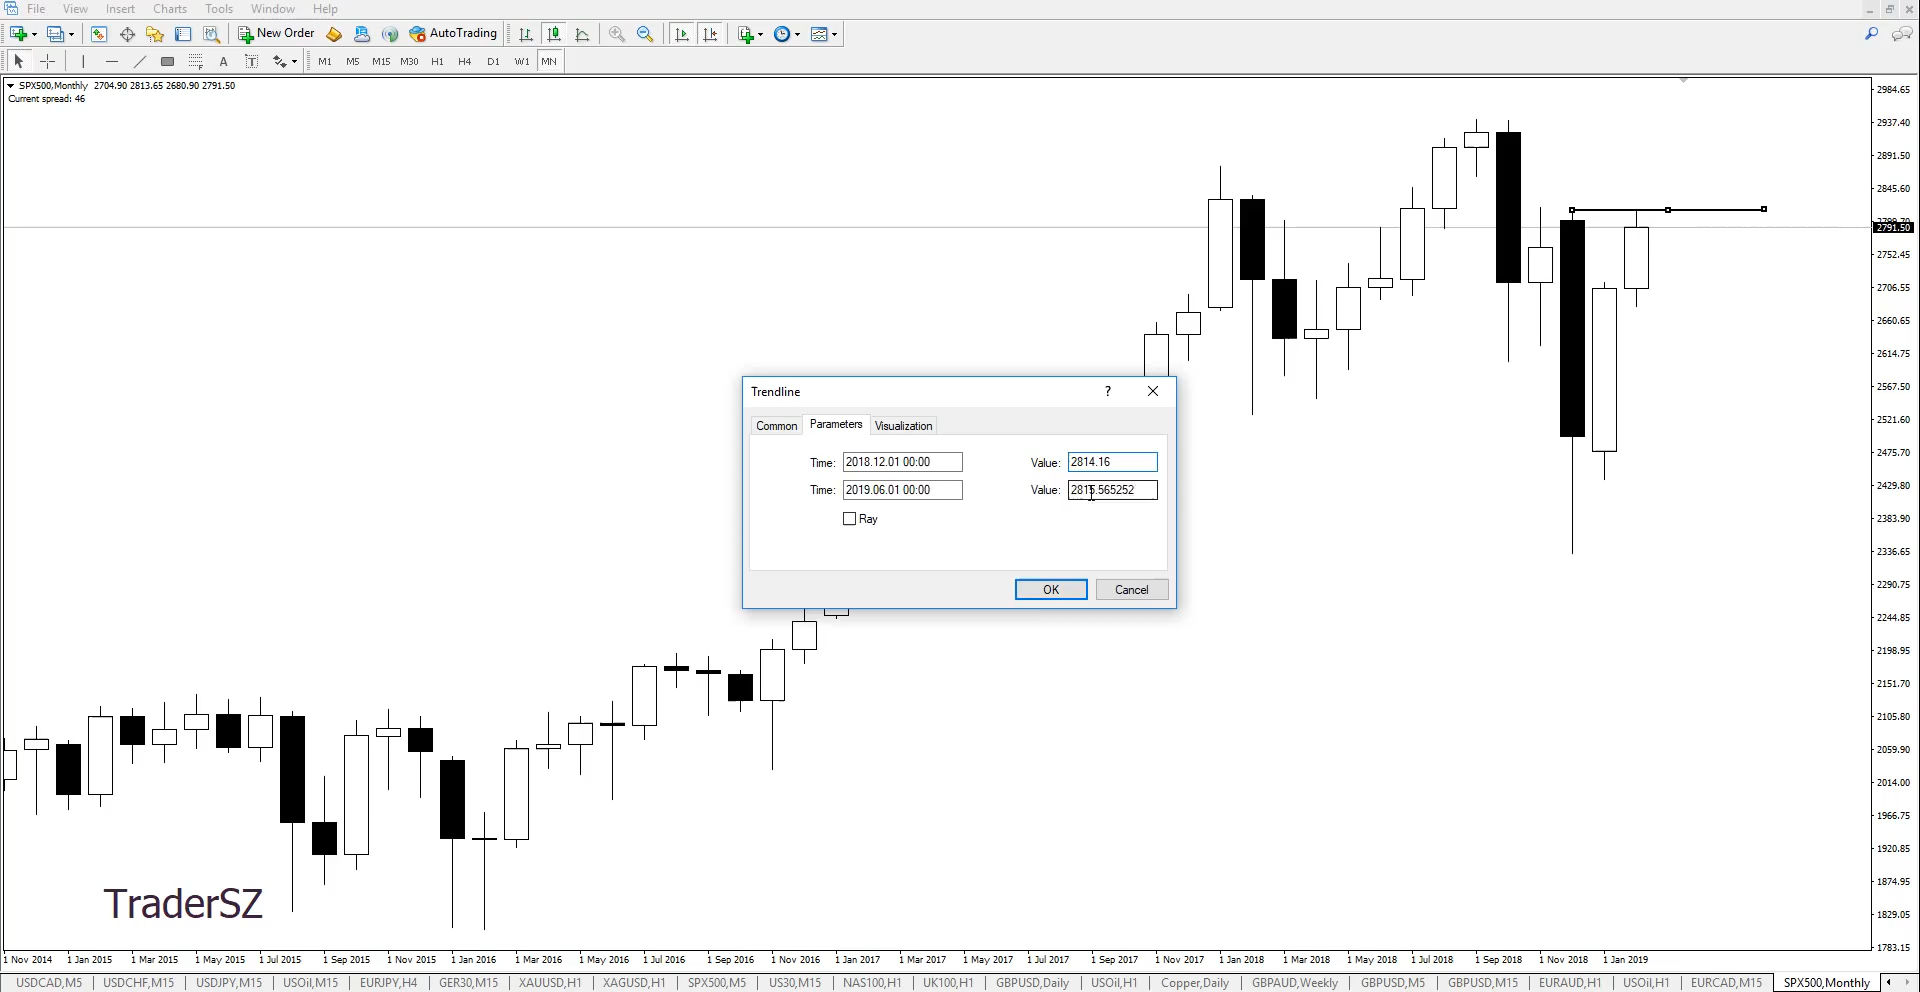 File View Insert Charts Tools Window Help
New Order AutoTrading
A T M1 M5 M15 M30 H1 H4 D1 W1 MN
SPX500,Monthly 2704.90 2813.65 2680.90 2791.50
Current spread: 46
2984.65
2937.40
2891.50
2845.60
2799.70
2791.50
2752.45
2706.55
2660.65
2614.75
2567.50
2521.60
2475.70
2429.80
2383.90
2336.65
2290.75
2244.85
2198.95
2151.70
2105.80
2059.90
2014.00
1966.75
1920.85
1874.95
1829.05
1783.15
Trendline ?
Common Parameters Visualization
Time: 2018.12.01 00:00 Value: 2814.16
Time: 2019.06.01 00:00 Value: 2815.565252
Ray
OK Cancel
TraderSZ
1 Nov 2014 1 Jan 2015 1 Mar 2015 1 May 2015 1 Jul 2015 1 Sep 2015 1 Nov 2015 1 Jan 2016 1 Mar 2016 1 May 2016 1 Jul 2016 1 Sep 2016 1 Nov 2016 1 Jan 2017 1 Mar 2017 1 May 2017 1 Jul 2017 1 Sep 2017 1 Nov 2017 1 Jan 2018 1 Mar 2018 1 May 2018 1 Jul 2018 1 Sep 2018 1 Nov 2018 1 Jan 2019
USDCAD,M5 USDCHF,M15 USDJPY,M15 USOil,M15 EURJPY,H4 GER30,M15 XAUUSD,H1 XAGUSD,H1 SPX500,M5 US30,M15 NAS100,H1 UK100,H1 GBPUSD,Daily USOil,H1 Copper,Daily GBPAUD,Weekly GBPUSD,M5 GBPUSD,M15 EURAUD,H1 USOil,H1 EURCAD,M15 SPX500,Monthly